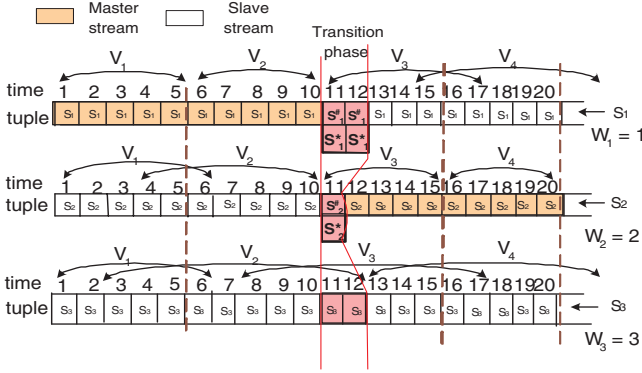 Master stream
Slave stream
Transition phase
V1 V2 V3 V4
time 1 2 3 4 5 6 7 8 9 10 11 12 13 14 15 16 17 18 19 20
tuple S1 S1 S1 S1 S1 S1 S1 S1 S1 S1 S#1 S#1 S1 S1 S1 S1 S1 S1 S1 S1 ← S1
S*1 S*1
W1 = 1
V1 V2 V3 V4
time 1 2 3 4 5 6 7 8 9 10 11 12 13 14 15 16 17 18 19 20
tuple S2 S2 S2 S2 S2 S2 S2 S2 S2 S2 S#2 S2 S2 S2 S2 S2 S2 S2 S2 S2 ← S2
S*2
W2 = 2
V1 V2 V3 V4
time 1 2 3 4 5 6 7 8 9 10 11 12 13 14 15 16 17 18 19 20
tuple S3 S3 S3 S3 S3 S3 S3 S3 S3 S3 S3 S3 S3 S3 S3 S3 S3 S3 S3 S3 ← S3
W3 = 3